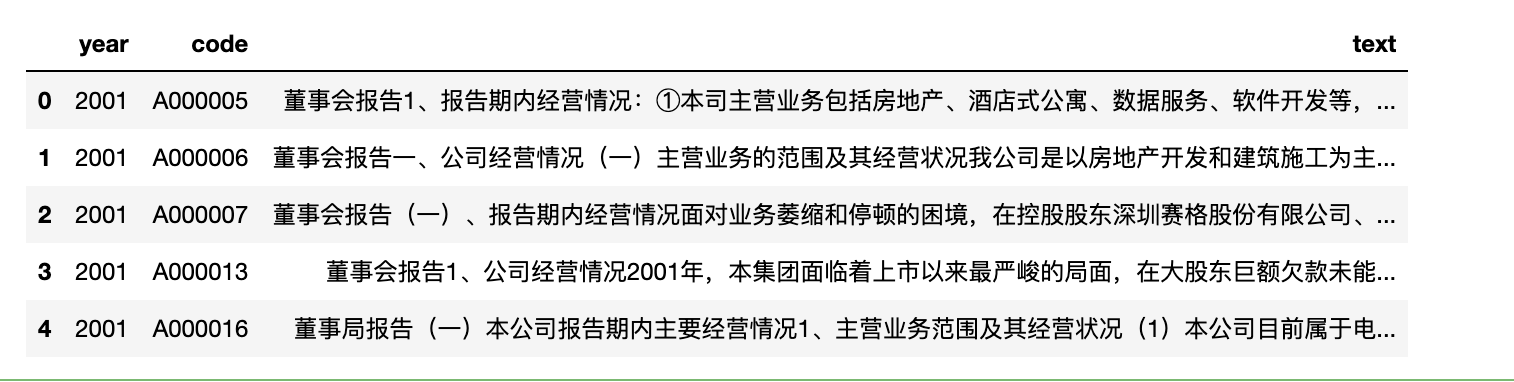 year code text
0 2001 A000005 董事会报告1、报告期内经营情况：①本司主营业务包括房地产、酒店式公寓、数据服务、软件开发等，...
1 2001 A000006 董事会报告一、公司经营情况（一）主营业务的范围及其经营状况我公司是以房地产开发和建筑施工为主...
2 2001 A000007 董事会报告（一）、报告期内经营情况面对业务萎缩和停顿的困境，在控股股东深圳赛格股份有限公司、...
3 2001 A000013 董事会报告1、公司经营情况2001年，本集团面临着上市以来最严峻的局面，在大股东巨额欠款未能...
4 2001 A000016 董事局报告（一）本公司报告期内主要经营情况1、主营业务范围及其经营状况（1）本公司目前属于电...